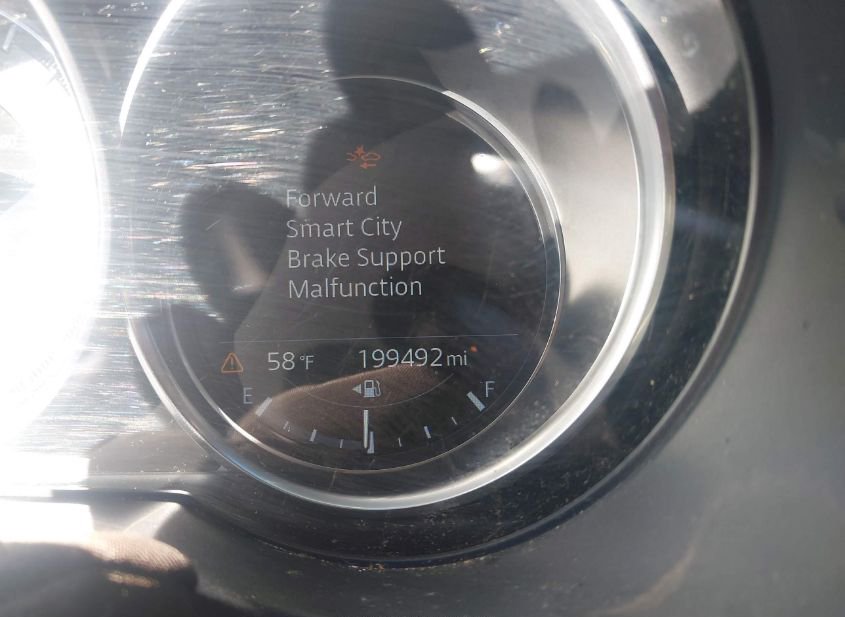 Forward
Smart City
Brake Support
Malfunction
58°F 199492mi
E F